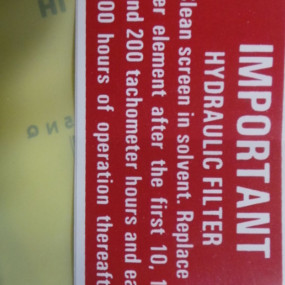 IMPORTANT
HYDRAULIC FILTER
lean screen in solvent. Replace
er element after the first 10, 1
nd 200 tachometer hours and ea
00 hours of operation thereaft